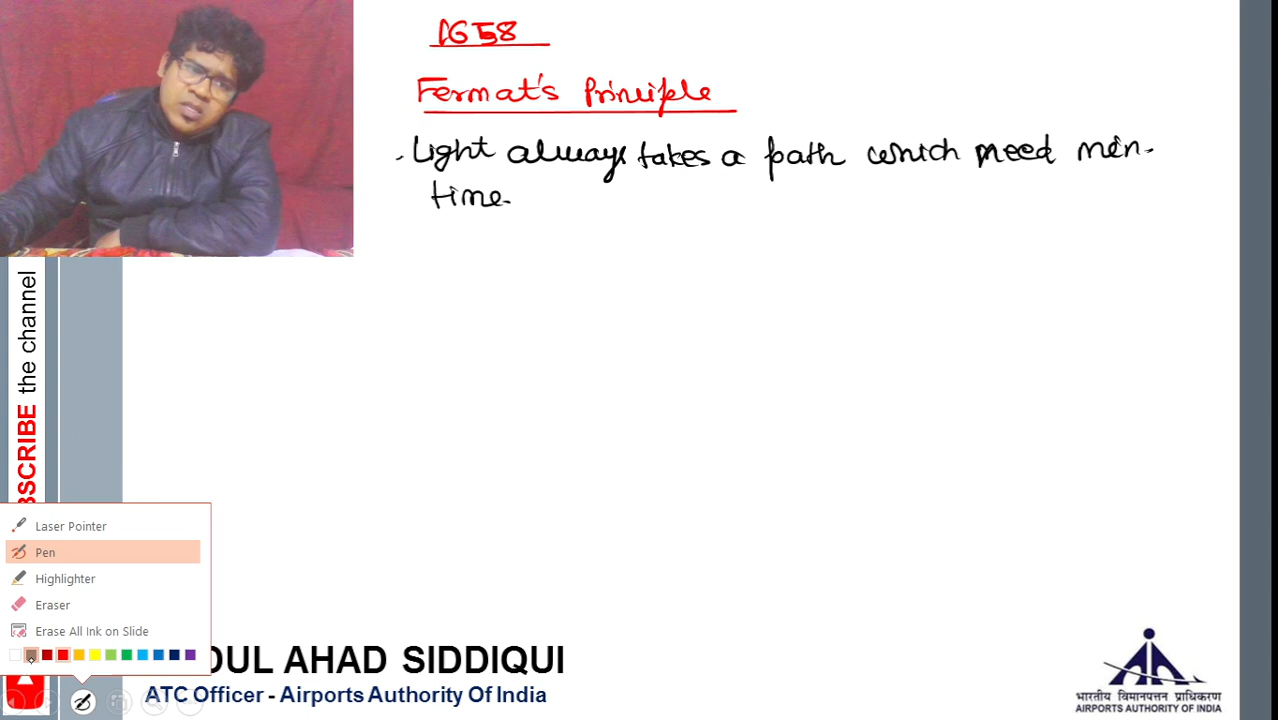 1658
Fermat's Principle
. Light always takes a path which need min.
time.
SUBSCRIBE the channel
Laser Pointer
Pen
Highlighter
Eraser
Erase All Ink on Slide
DUL AHAD SIDDIQUI
ATC Officer - Airports Authority Of India
भारतीय विमानपत्तन प्राधिकरण
AIRPORTS AUTHORITY OF INDIA